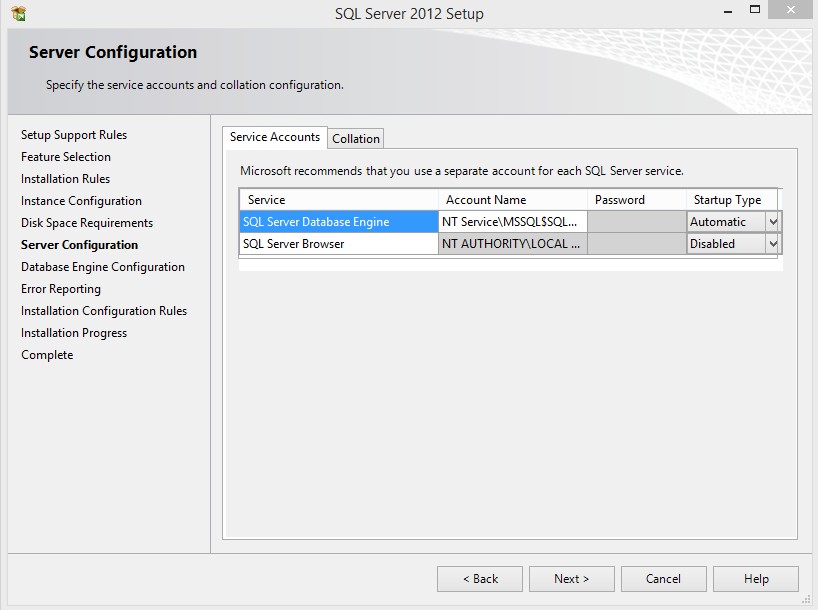 SQL Server 2012 Setup
Server Configuration
Specify the service accounts and collation configuration.
Setup Support Rules
Feature Selection
Installation Rules
Instance Configuration
Disk Space Requirements
Server Configuration
Database Engine Configuration
Error Reporting
Installation Configuration Rules
Installation Progress
Complete
Service Accounts Collation
Microsoft recommends that you use a separate account for each SQL Server service.
Service Account Name Password Startup Type
SQL Server Database Engine NT Service\MSSQL$SQL... Automatic
SQL Server Browser NT AUTHORITY\LOCAL ... Disabled
< Back Next > Cancel Help